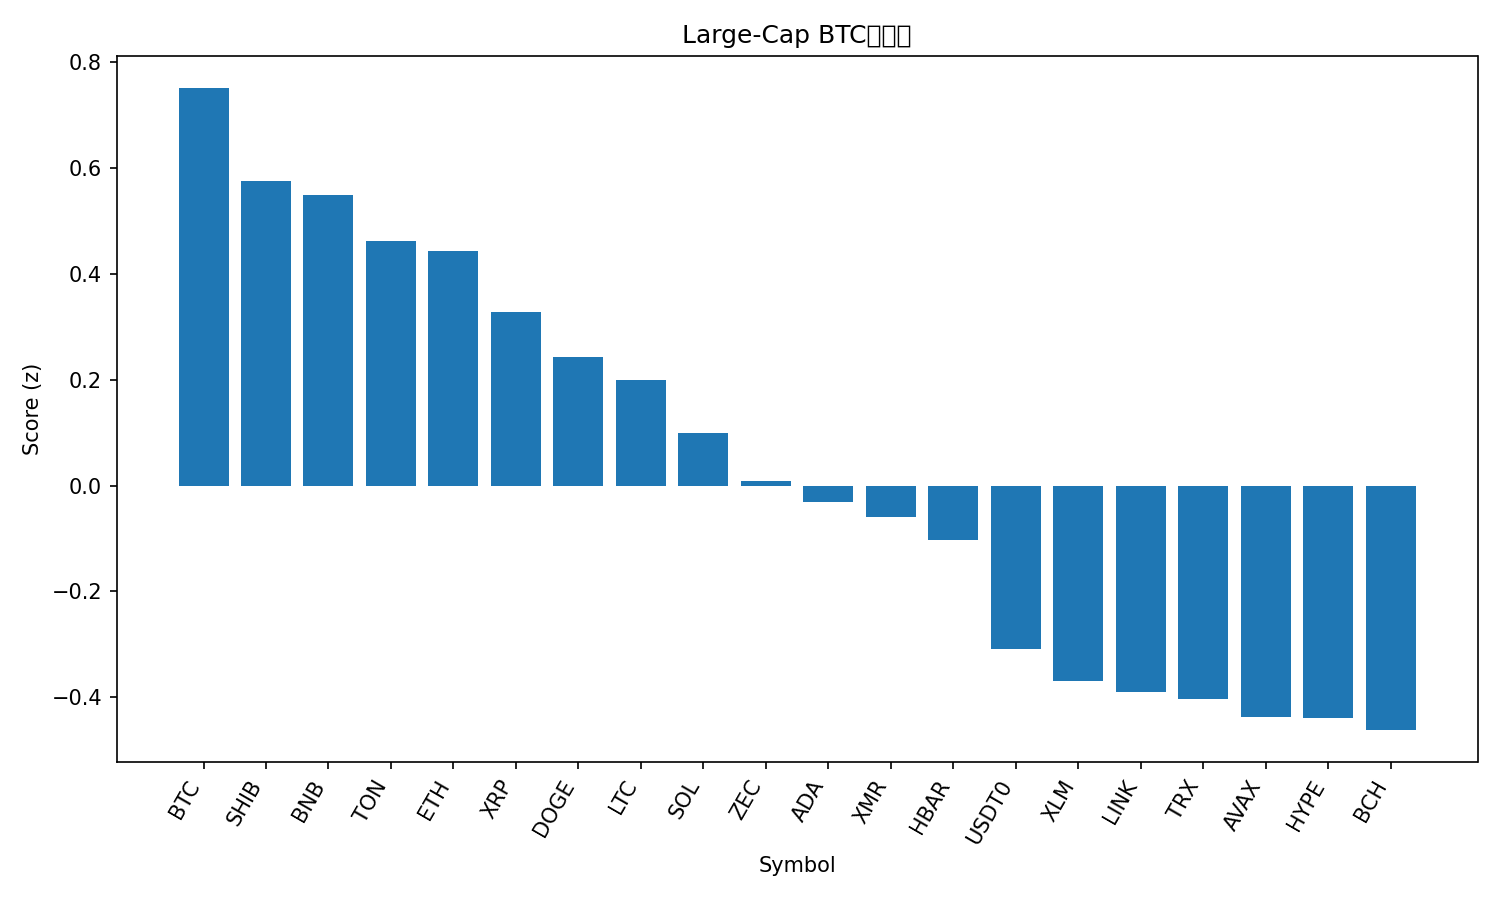 Large-Cap BTC
0.8
0.6
0.4
0.2
0.0
−0.2
−0.4
Score (z)
BTC
SHIB
BNB
TON
ETH
XRP
DOGE
LTC
SOL
ZEC
ADA
XMR
HBAR
USDT0
XLM
LINK
TRX
AVAX
HYPE
BCH
Symbol